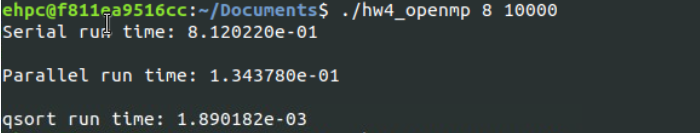 ehpc@f811ea9516cc:~/Documents$ ./hw4_openmp 8 10000
Serial run time: 8.120220e-01
Parallel run time: 1.343780e-01
qsort run time: 1.890182e-03